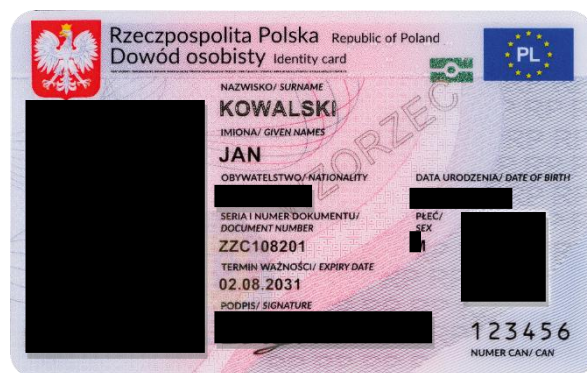 Rzeczpospolita Polska Republic of Poland
Dowód osobisty Identity card
PL
NAZWISKO/ SURNAME
KOWALSKI
IMIONA/ GIVEN NAMES
JAN
WZORZEC
OBYWATELSTWO/ NATIONALITY
DATA URODZENIA/ DATE OF BIRTH
SERIA I NUMER DOKUMENTU/
DOCUMENT NUMBER
PŁEĆ/
SEX
ZZC108201
TERMIN WAŻNOŚCI/ EXPIRY DATE
02.08.2031
PODPIS/ SIGNATURE
123456
NUMER CAN/ CAN